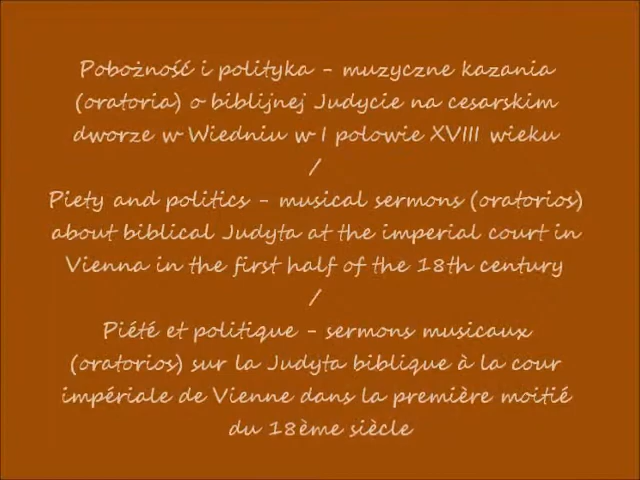 Pobożność i polityka - muzyczne kazania
(oratoria) o biblijnej Judycie na cesarskim
dworze w Wiedniu w I polowie XVIII wieku
/
Piety and politics - musical sermons (oratorios)
about biblical Judyta at the imperial court in
Vienna in the first half of the 18th century
/
Piété et politique - sermons musicaux
(oratorios) sur la Judyta biblique à la cour
impériale de Vienne dans la première moitié
du 18ème siècle